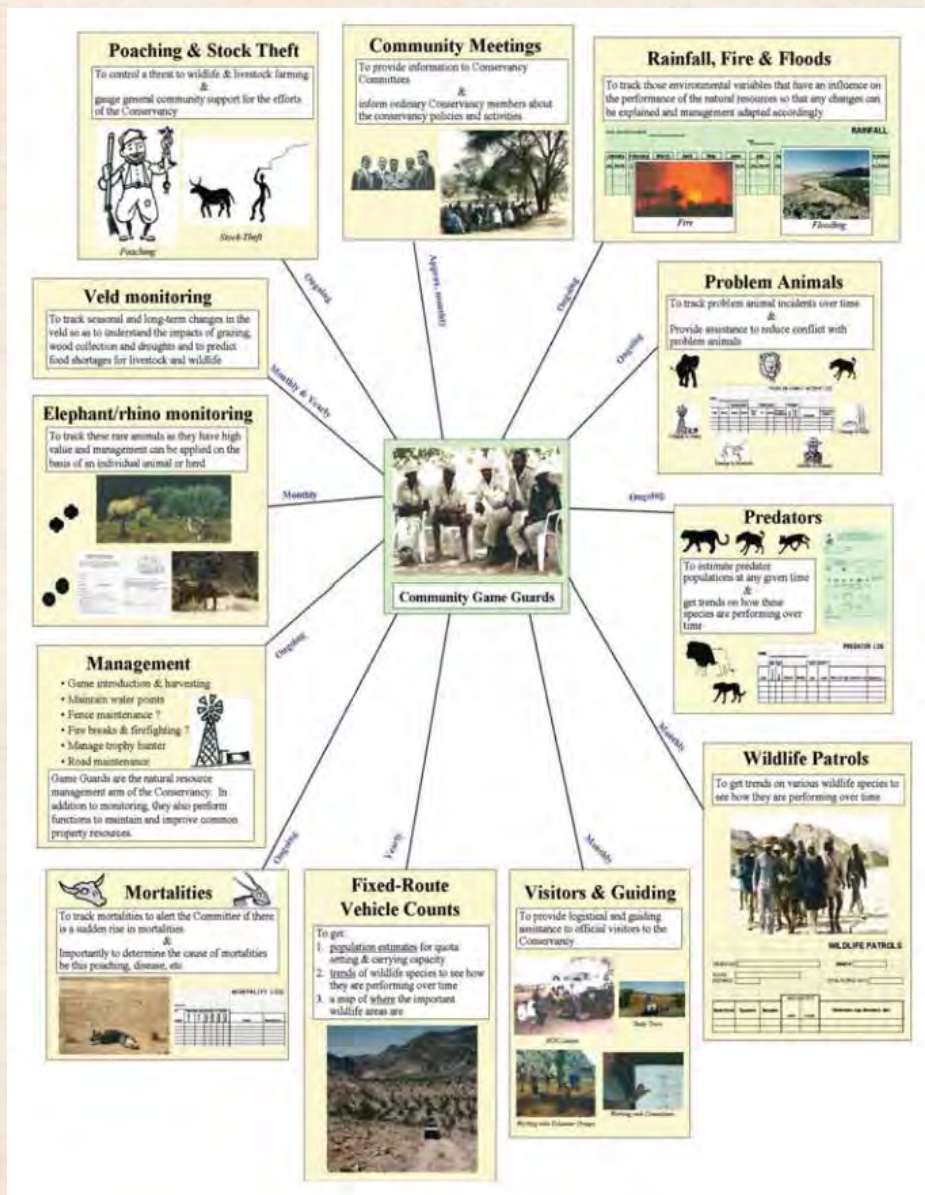 Poaching & Stock Theft
To control a threat to wildlife & livestock farming
&
gauge general community support for the efforts
of the Conservancy
Poaching
Stock-Theft
Community Meetings
To provide information to Conservancy
Committees
&
inform ordinary Conservancy members about
the conservancy policies and activities
Rainfall, Fire & Floods
To track those environmental variables that have an influence on
the performance of the natural resources so that any changes can
be explained and management adapted accordingly
RAINFALL
Fire
Flooding
Ongoing
Approx. monthly
Ongoing
Veld monitoring
To track seasonal and long-term changes in the
veld so as to understand the impacts of grazing,
wood collection and droughts and to predict
food shortages for livestock and wildlife
Monthly & Yearly
Problem Animals
To track problem animal incidents over time
&
Provide assistance to reduce conflict with
problem animals
Ongoing
Elephant/rhino monitoring
To track these rare animals as they have high
value and management can be applied on the
basis of an individual animal or herd
Monthly
Community Game Guards
Ongoing
Predators
To estimate predator
populations at any given time
&
get trends on how these
species are performing over
time
PREDATOR LOG
Management
• Game introduction & harvesting
• Maintain water points
• Fence maintenance ?
• Fire breaks & firefighting ?
• Manage trophy hunter
• Road maintenance
Game Guards are the natural resource
management arm of the Conservancy. In
addition to monitoring, they also perform
functions to maintain and improve common
property resources.
Ongoing
Monthly
Wildlife Patrols
To get trends on various wildlife species to
see how they are performing over time
WILDLIFE PATROLS
Ongoing
Yearly
Monthly
Mortalities
To track mortalities to alert the Committee if there
is a sudden rise in mortalities
&
Importantly to determine the cause of mortalities
be this poaching, disease, etc
MORTALITY LOG
Fixed-Route
Vehicle Counts
To get:
1. population estimates for quota
setting & carrying capacity
2. trends of wildlife species to see how
they are performing over time
3. a map of where the important
wildlife areas are
Visitors & Guiding
To provide logistical and guiding
assistance to official visitors to the
Conservancy